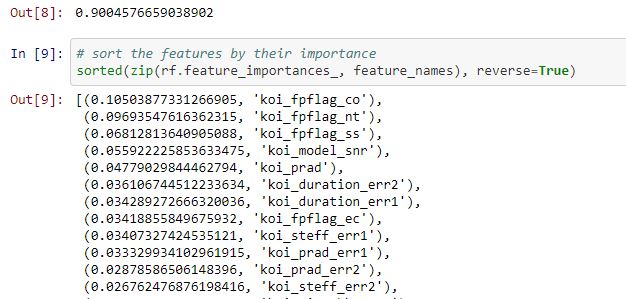 Out[8]: 0.9004576659038902
In [9]: # sort the features by their importance
sorted(zip(rf.feature_importances_, feature_names), reverse=True)
Out[9]: [(0.10503877331266905, 'koi_fpflag_co'),
(0.09693547616362315, 'koi_fpflag_nt'),
(0.06812813640905088, 'koi_fpflag_ss'),
(0.055922225853633475, 'koi_model_snr'),
(0.04779029844462794, 'koi_prad'),
(0.036106744512233634, 'koi_duration_err2'),
(0.034289272666320036, 'koi_duration_err1'),
(0.03418855849675932, 'koi_fpflag_ec'),
(0.03407327424535121, 'koi_steff_err1'),
(0.033329934102961915, 'koi_prad_err1'),
(0.02878586506148396, 'koi_prad_err2'),
(0.026762476876198416, 'koi_steff_err2'),